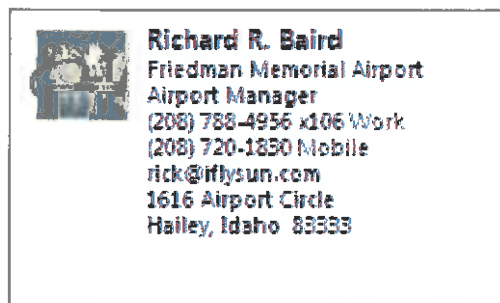 Richard R. Baird
Friedman Memorial Airport
Airport Manager
(208) 788-4956 x106 Work
(208) 720-1830 Mobile
rick@iflysun.com
1616 Airport Circle
Hailey, Idaho 83333